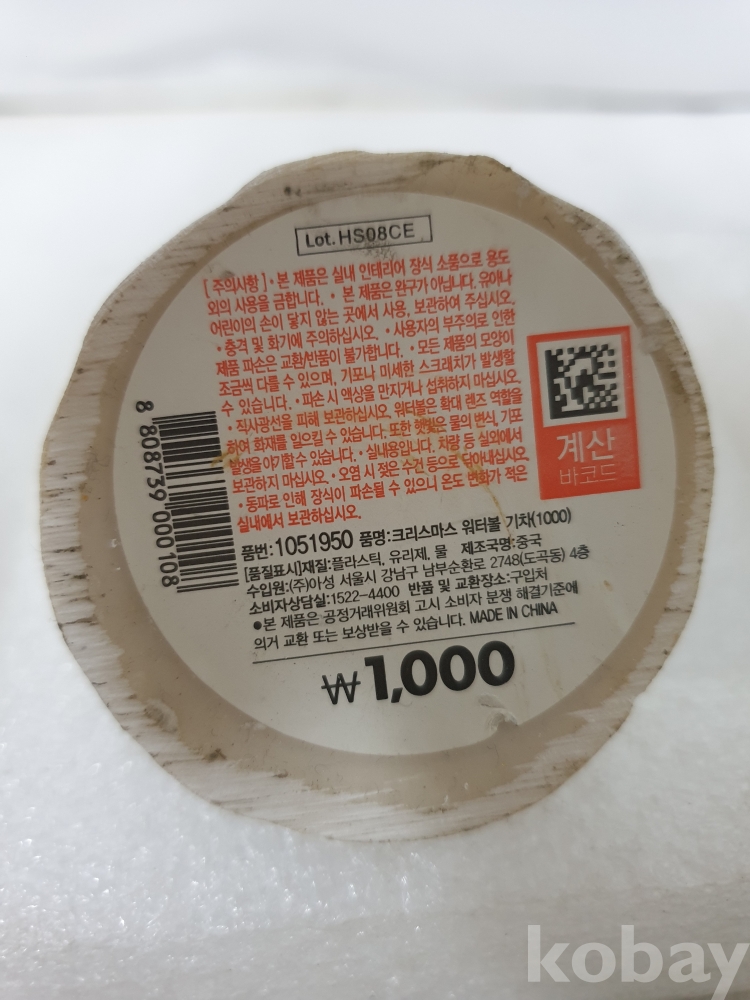 Lot. HS08CE
[주의사항] • 본 제품은 실내 인테리어 장식 소품으로 용도
외의 사용을 금합니다. • 본 제품은 완구가 아닙니다. 유아나
어린이의 손이 닿지 않는 곳에서 사용, 보관하여 주십시오.
• 충격 및 화기에 주의하십시오. • 사용자의 부주의로 인한
제품 파손은 교환/반품이 불가합니다. • 모든 제품의 모양이
조금씩 다를 수 있으며, 기포나 미세한 스크래치가 발생할
수 있습니다. • 파손 시 액상을 만지거나 섭취하지 마십시오.
• 직사광선을 피해 보관하십시오. 워터볼은 확대 렌즈 역할을
하여 화재를 일으킬 수 있습니다. 또한 햇빛은 물의 변색, 기포
발생을 야기할 수 있습니다. • 실내용입니다. 차량 등 실외에서
보관하지 마십시오. • 오염 시 젖은 수건 등으로 닦아내십시오.
• 동파로 인해 장식이 파손될 수 있으니 온도 변화가 적은
실내에서 보관하십시오.
계산
바코드
8 808739 000108
품번:1051950 품명:크리스마스 워터볼 기차(1000)
[품질표시]재질:플라스틱, 유리제, 물 제조국명:중국
수입원:(주)아성 서울시 강남구 남부순환로 2748(도곡동) 4층
소비자상담실:1522-4400 반품 및 교환장소:구입처
●본 제품은 공정거래위원회 고시 소비자 분쟁 해결기준에
의거 교환 또는 보상받을 수 있습니다. MADE IN CHINA
₩1,000
kobay